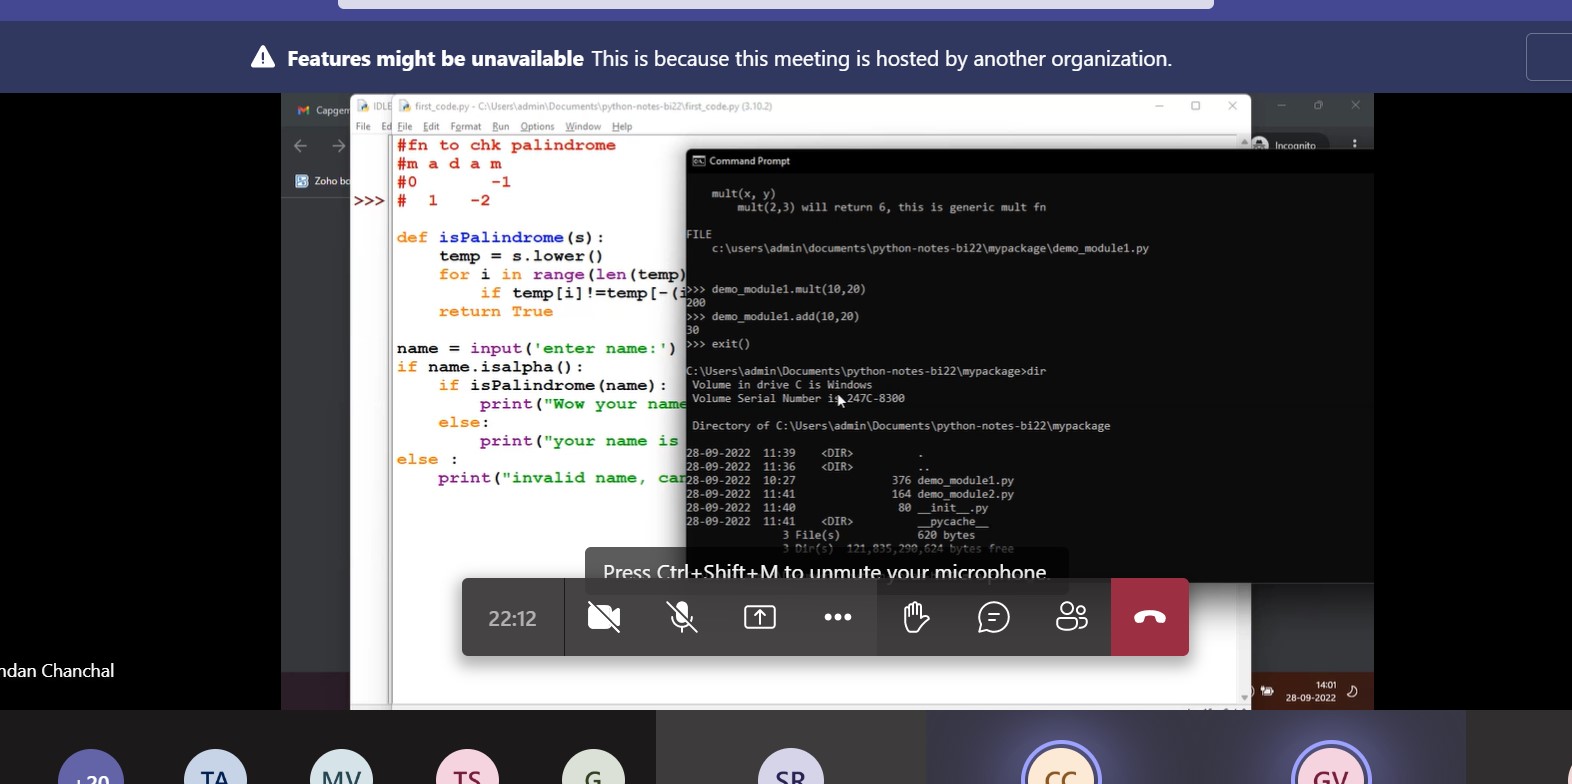 Features might be unavailable This is because this meeting is hosted by another organization.
Capgem
IDLE
first_code.py - C:\Users\admin\Documents\python-notes-bi22\first_code.py (3.10.2)
File Ed
File Edit Format Run Options Window Help
Incognito
Zoho
>>>
#fn to chk palindrome
#m a d a m
#0 -1
# 1 -2
def isPalindrome(s):
temp = s.lower()
for i in range(len(temp)
if temp[i]!=temp[-(i
return True
name = input('enter name:')
if name.isalpha():
if isPalindrome(name):
print("Wow your name
else:
print("your name is
else :
print("invalid name, can
Command Prompt
mult(x, y)
mult(2,3) will return 6, this is generic mult fn
FILE
c:\users\admin\documents\python-notes-bi22\mypackage\demo_module1.py
>>> demo_module1.mult(10,20)
200
>>> demo_module1.add(10,20)
30
>>> exit()
C:\Users\admin\Documents\python-notes-bi22\mypackage>dir
Volume in drive C is Windows
Volume Serial Number is 247C-8300
Directory of C:\Users\admin\Documents\python-notes-bi22\mypackage
28-09-2022 11:39 <DIR> .
28-09-2022 11:36 <DIR> ..
28-09-2022 10:27 376 demo_module1.py
28-09-2022 11:41 164 demo_module2.py
28-09-2022 11:40 80 __init__.py
28-09-2022 11:41 <DIR> __pycache__
3 File(s) 620 bytes
3 Dir(s) 121,835,290,624 bytes free
Press Ctrl+Shift+M to unmute your microphone.
22:12
ndan Chanchal
14:01
28-09-2022
+20
TA
MV
TS
G
SR
CC
GV